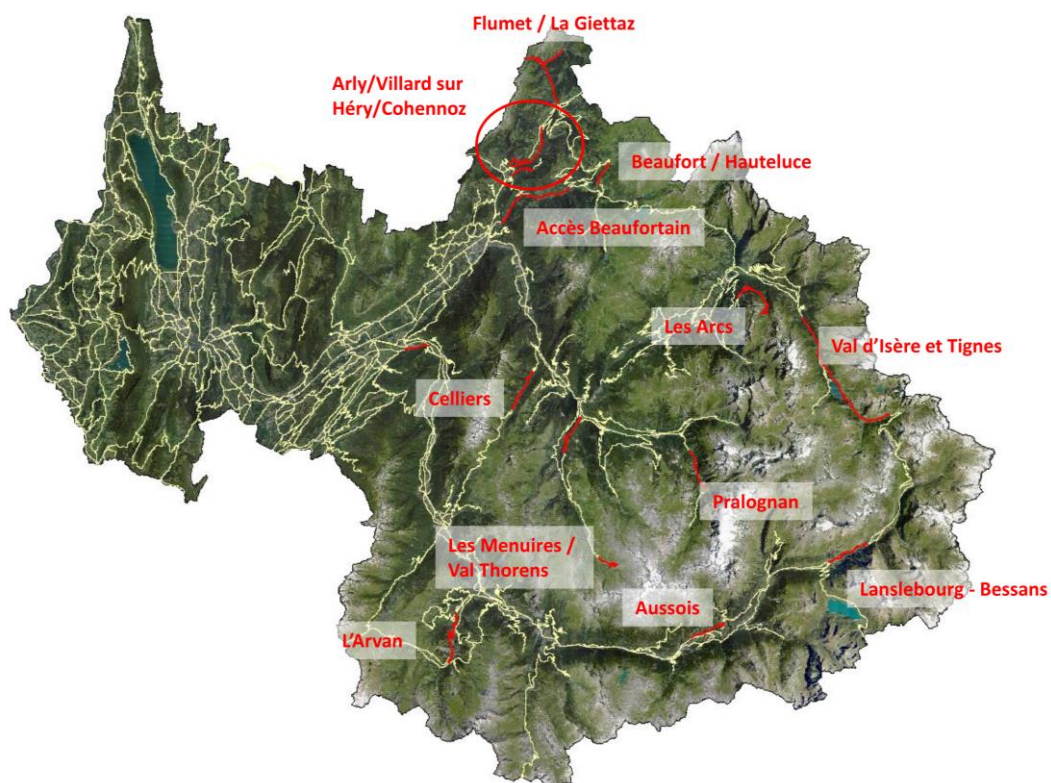 Flumet / La Giettaz
Arly/Villard sur
Héry/Cohennoz
Beaufort / Hauteluce
Accès Beaufortain
Les Arcs
Val d'Isère et Tignes
Celliers
Pralognan
Les Menuires /
Val Thorens
Lanslebourg - Bessans
Aussois
L'Arvan